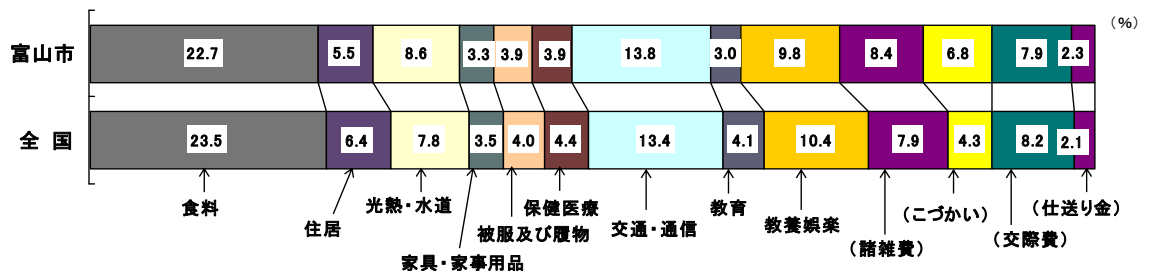 （％）
富山市
22.7 5.5 8.6 3.3 3.9 3.9 13.8 3.0 9.8 8.4 6.8 7.9 2.3
全国
23.5 6.4 7.8 3.5 4.0 4.4 13.4 4.1 10.4 7.9 4.3 8.2 2.1
食料
住居
光熱・水道
家具・家事用品
被服及び履物
保健医療
交通・通信
教育
教養娯楽
（諸雑費）
（こづかい）
（交際費）
（仕送り金）